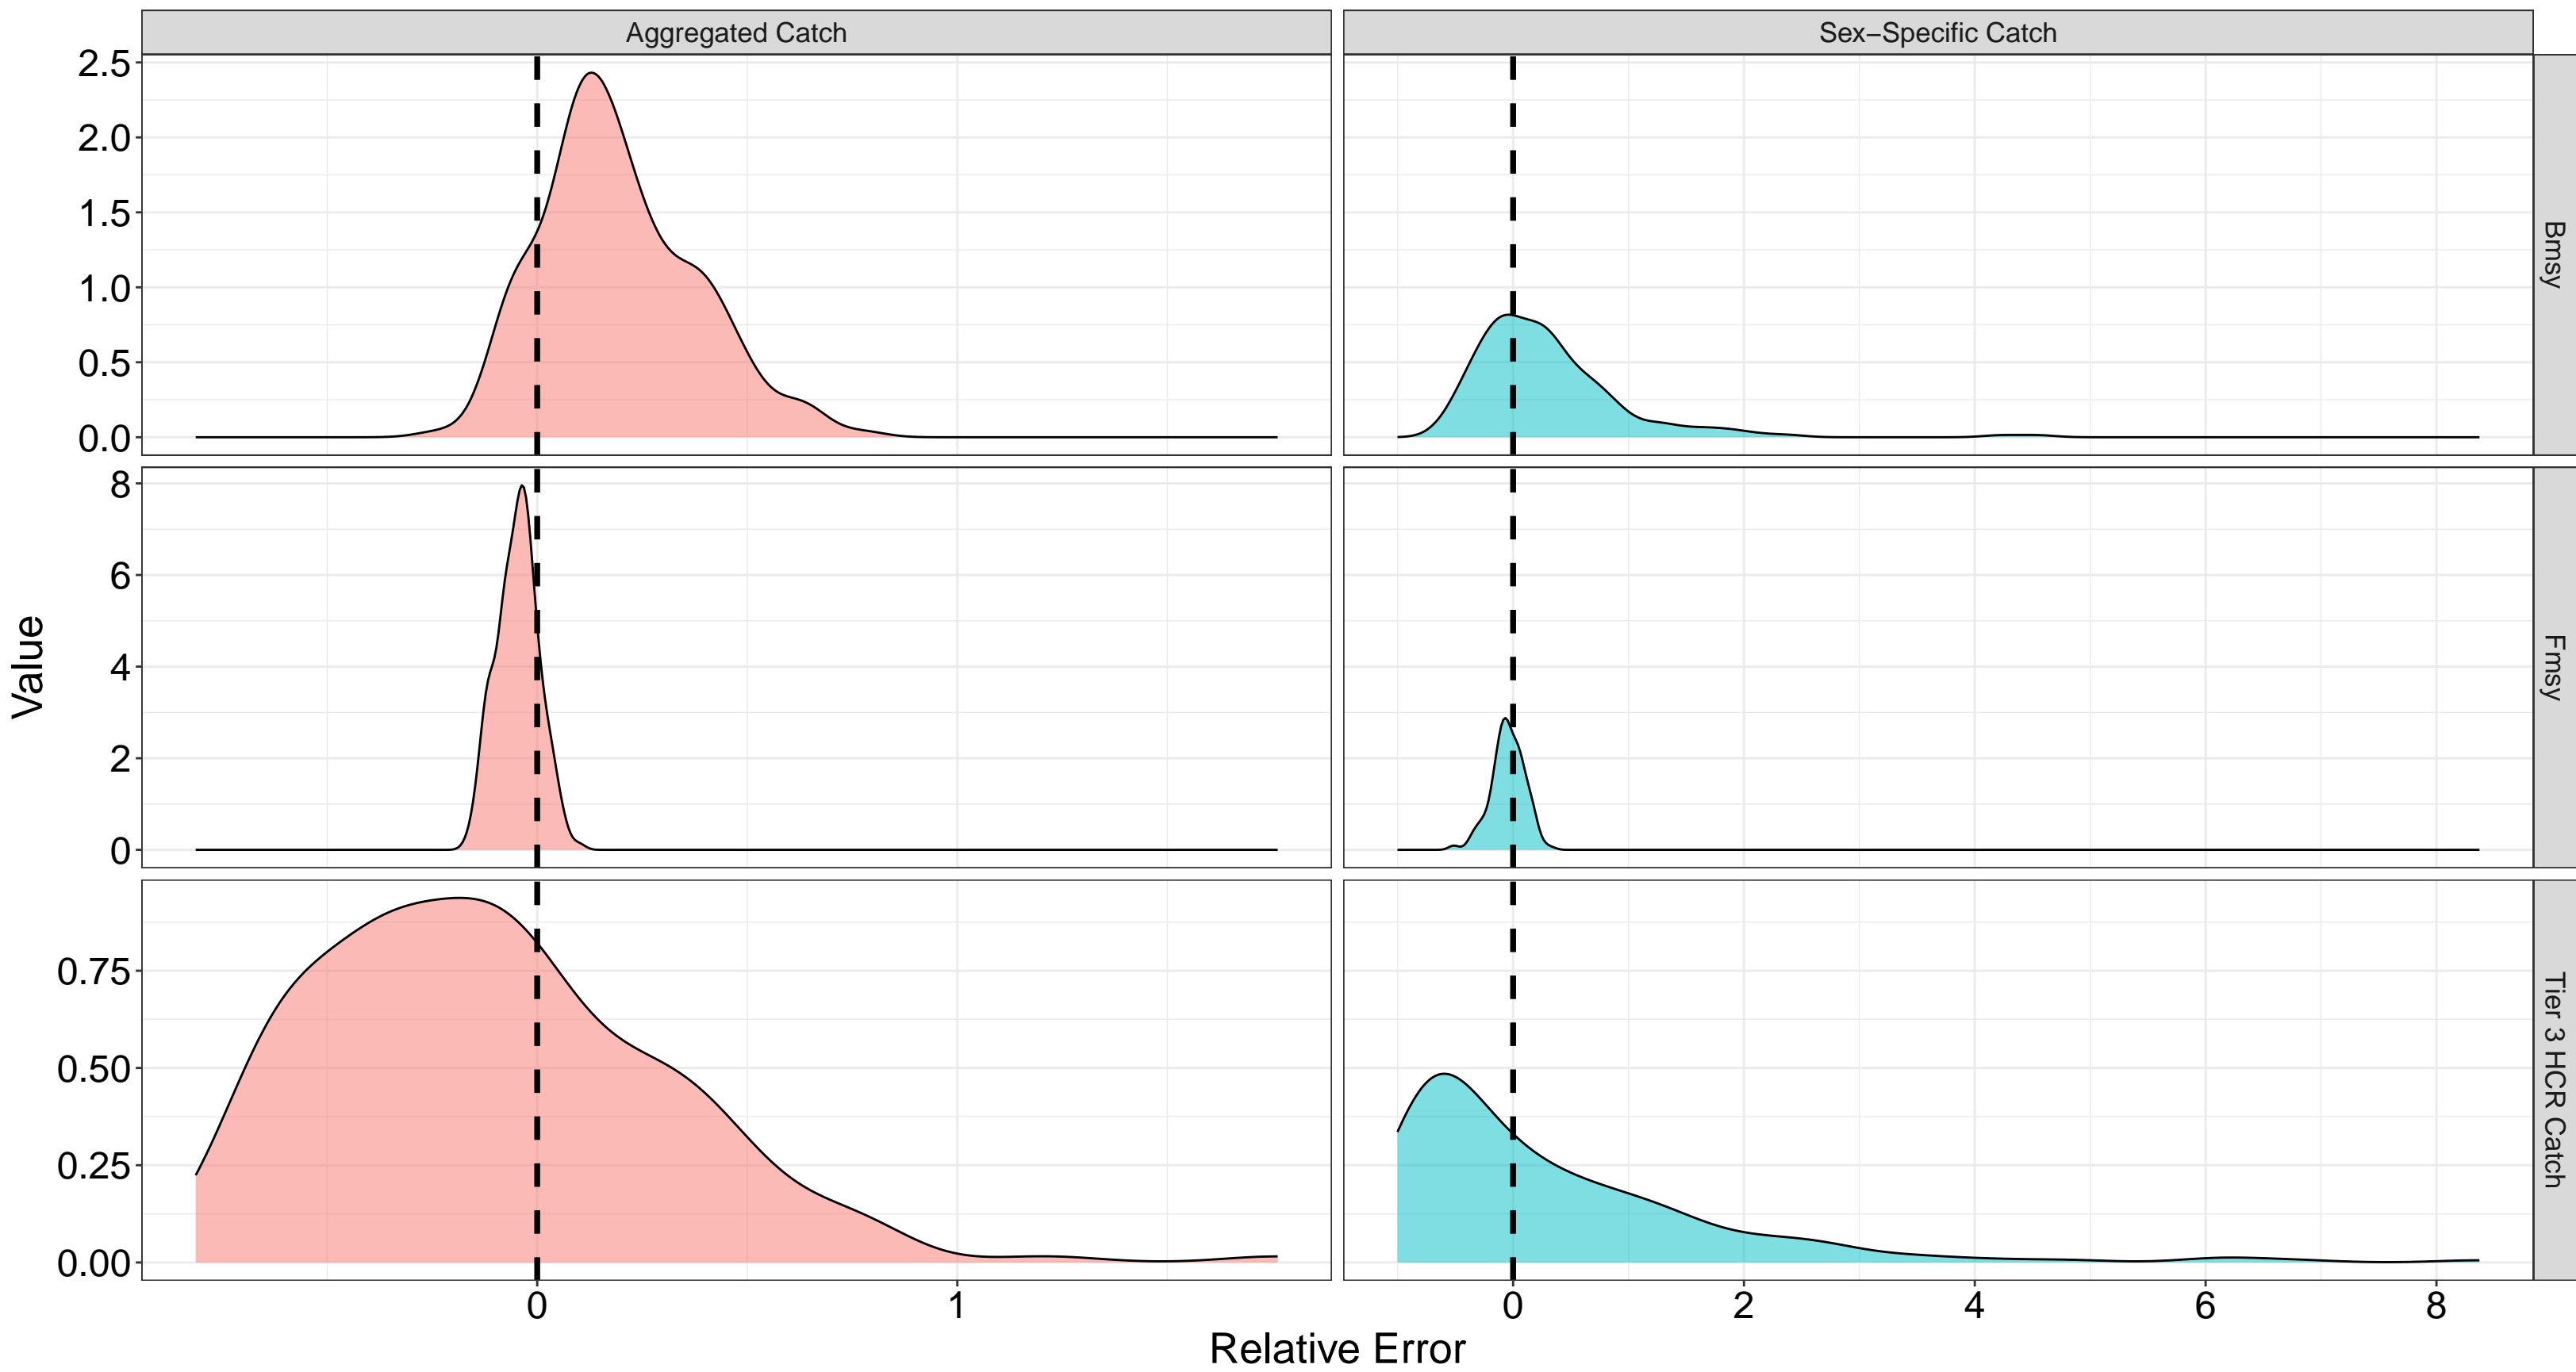 Aggregated Catch
Sex−Specific Catch
2.5
2.0
1.5
1.0
0.5
0.0
Bmsy
8
6
4
2
0
Fmsy
Value
0.75
0.50
0.25
0.00
Tier 3 HCR Catch
0 1
0 2 4 6 8
Relative Error